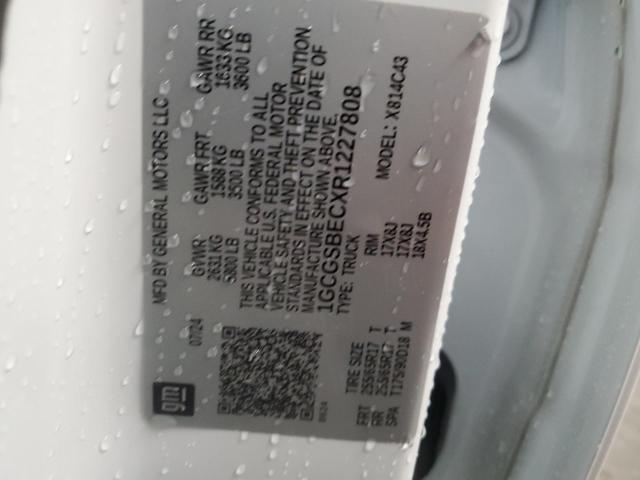 MFD BY GENERAL MOTORS LLC
07/24
GVWR GAWR FRT GAWR RR
2631 KG 1588 KG 1633 KG
5800 LB 3500 LB 3600 LB
THIS VEHICLE CONFORMS TO ALL
APPLICABLE U.S. FEDERAL MOTOR
VEHICLE SAFETY AND THEFT PREVENTION
STANDARDS IN EFFECT ON THE DATE OF
MANUFACTURE SHOWN ABOVE.
1GCGSBECXR1227808
TYPE: TRUCK MODEL: X814C43
gm
TIRE SIZE RIM
FRT 255/65R17 T 17X8J
RR 255/65R17 T 17X8J
SPA T175/90D18 M 18X4.5B